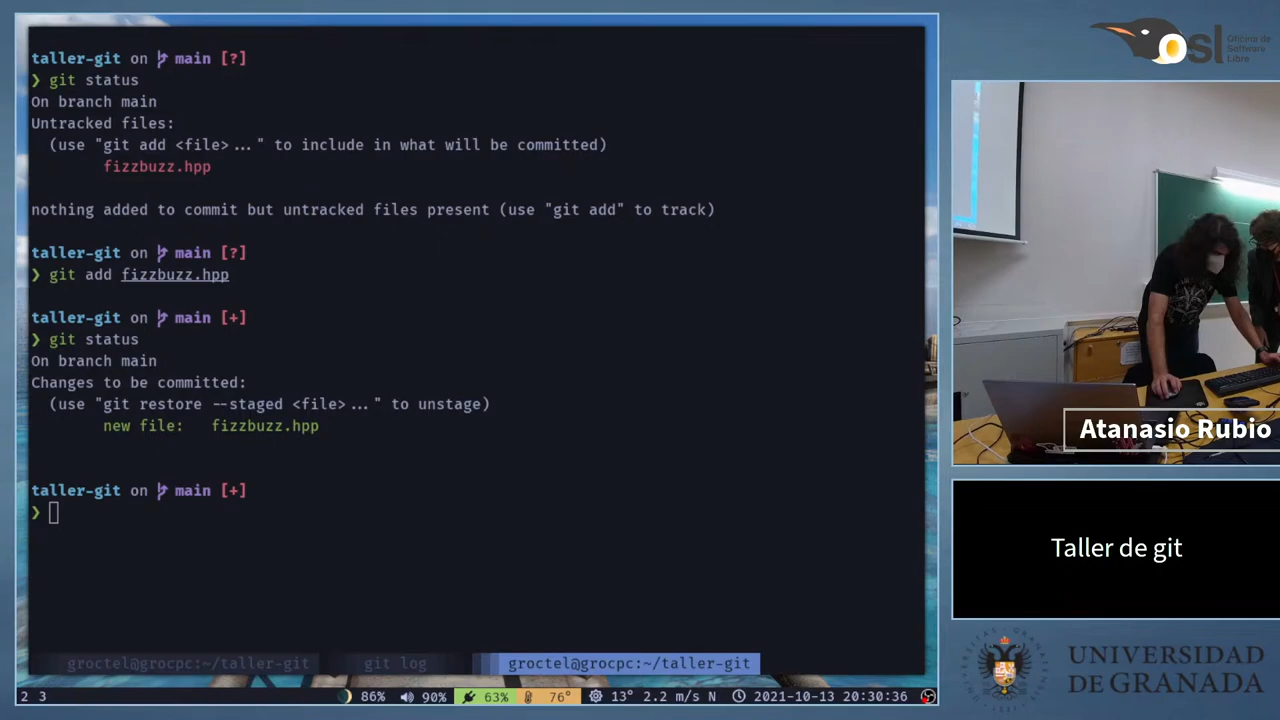 taller-git on main [?]
❯ git status
On branch main
Untracked files:
(use "git add <file>..." to include in what will be committed)
fizzbuzz.hpp
nothing added to commit but untracked files present (use "git add" to track)
taller-git on main [?]
❯ git add fizzbuzz.hpp
taller-git on main [+]
❯ git status
On branch main
Changes to be committed:
(use "git restore --staged <file>..." to unstage)
new file: fizzbuzz.hpp
taller-git on main [+]
❯
groctel@grocpc:~/taller-git git log groctel@grocpc:~/taller-git
2 3 86% 90% 63% 76° 13° 2.2 m/s N 2021-10-13 20:30:36
osl
Oficina de
Software
Libre
Atanasio Rubio
Taller de git
UNIVERSIDAD
DE GRANADA